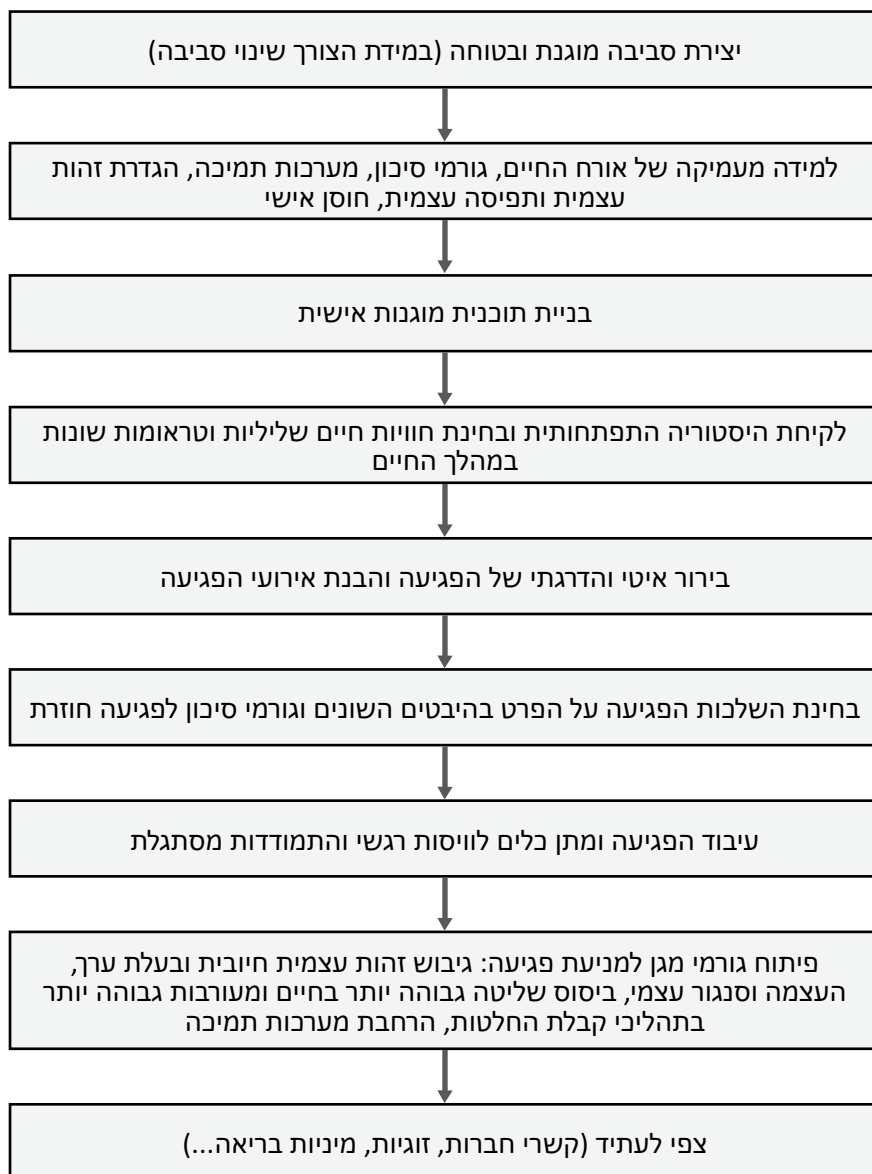 יצירת סביבה מוגנת ובטוחה (במידת הצורך שינוי סביבה)
למידה מעמיקה של אורח החיים, גורמי סיכון, מערכות תמיכה, הגדרת זהות
עצמית ותפיסה עצמית, חוסן אישי
בניית תוכנית מוגנות אישית
לקיחת היסטוריה התפתחותית ובחינת חוויות חיים שליליות וטראומות שונות
במהלך החיים
בירור איטי והדרגתי של הפגיעה והבנת אירועי הפגיעה
בחינת השלכות הפגיעה על הפרט בהיבטים השונים וגורמי סיכון לפגיעה חוזרת
עיבוד הפגיעה ומתן כלים לוויסות רגשי והתמודדות מסתגלת
פיתוח גורמי מגן למניעת פגיעה: גיבוש זהות עצמית חיובית ובעלת ערך,
העצמה וסנגור עצמי, ביסוס שליטה גבוהה יותר בחיים ומעורבות גבוהה יותר
בתהליכי קבלת החלטות, הרחבת מערכות תמיכה
צפי לעתיד (קשרי חברות, זוגיות, מיניות בריאה...)